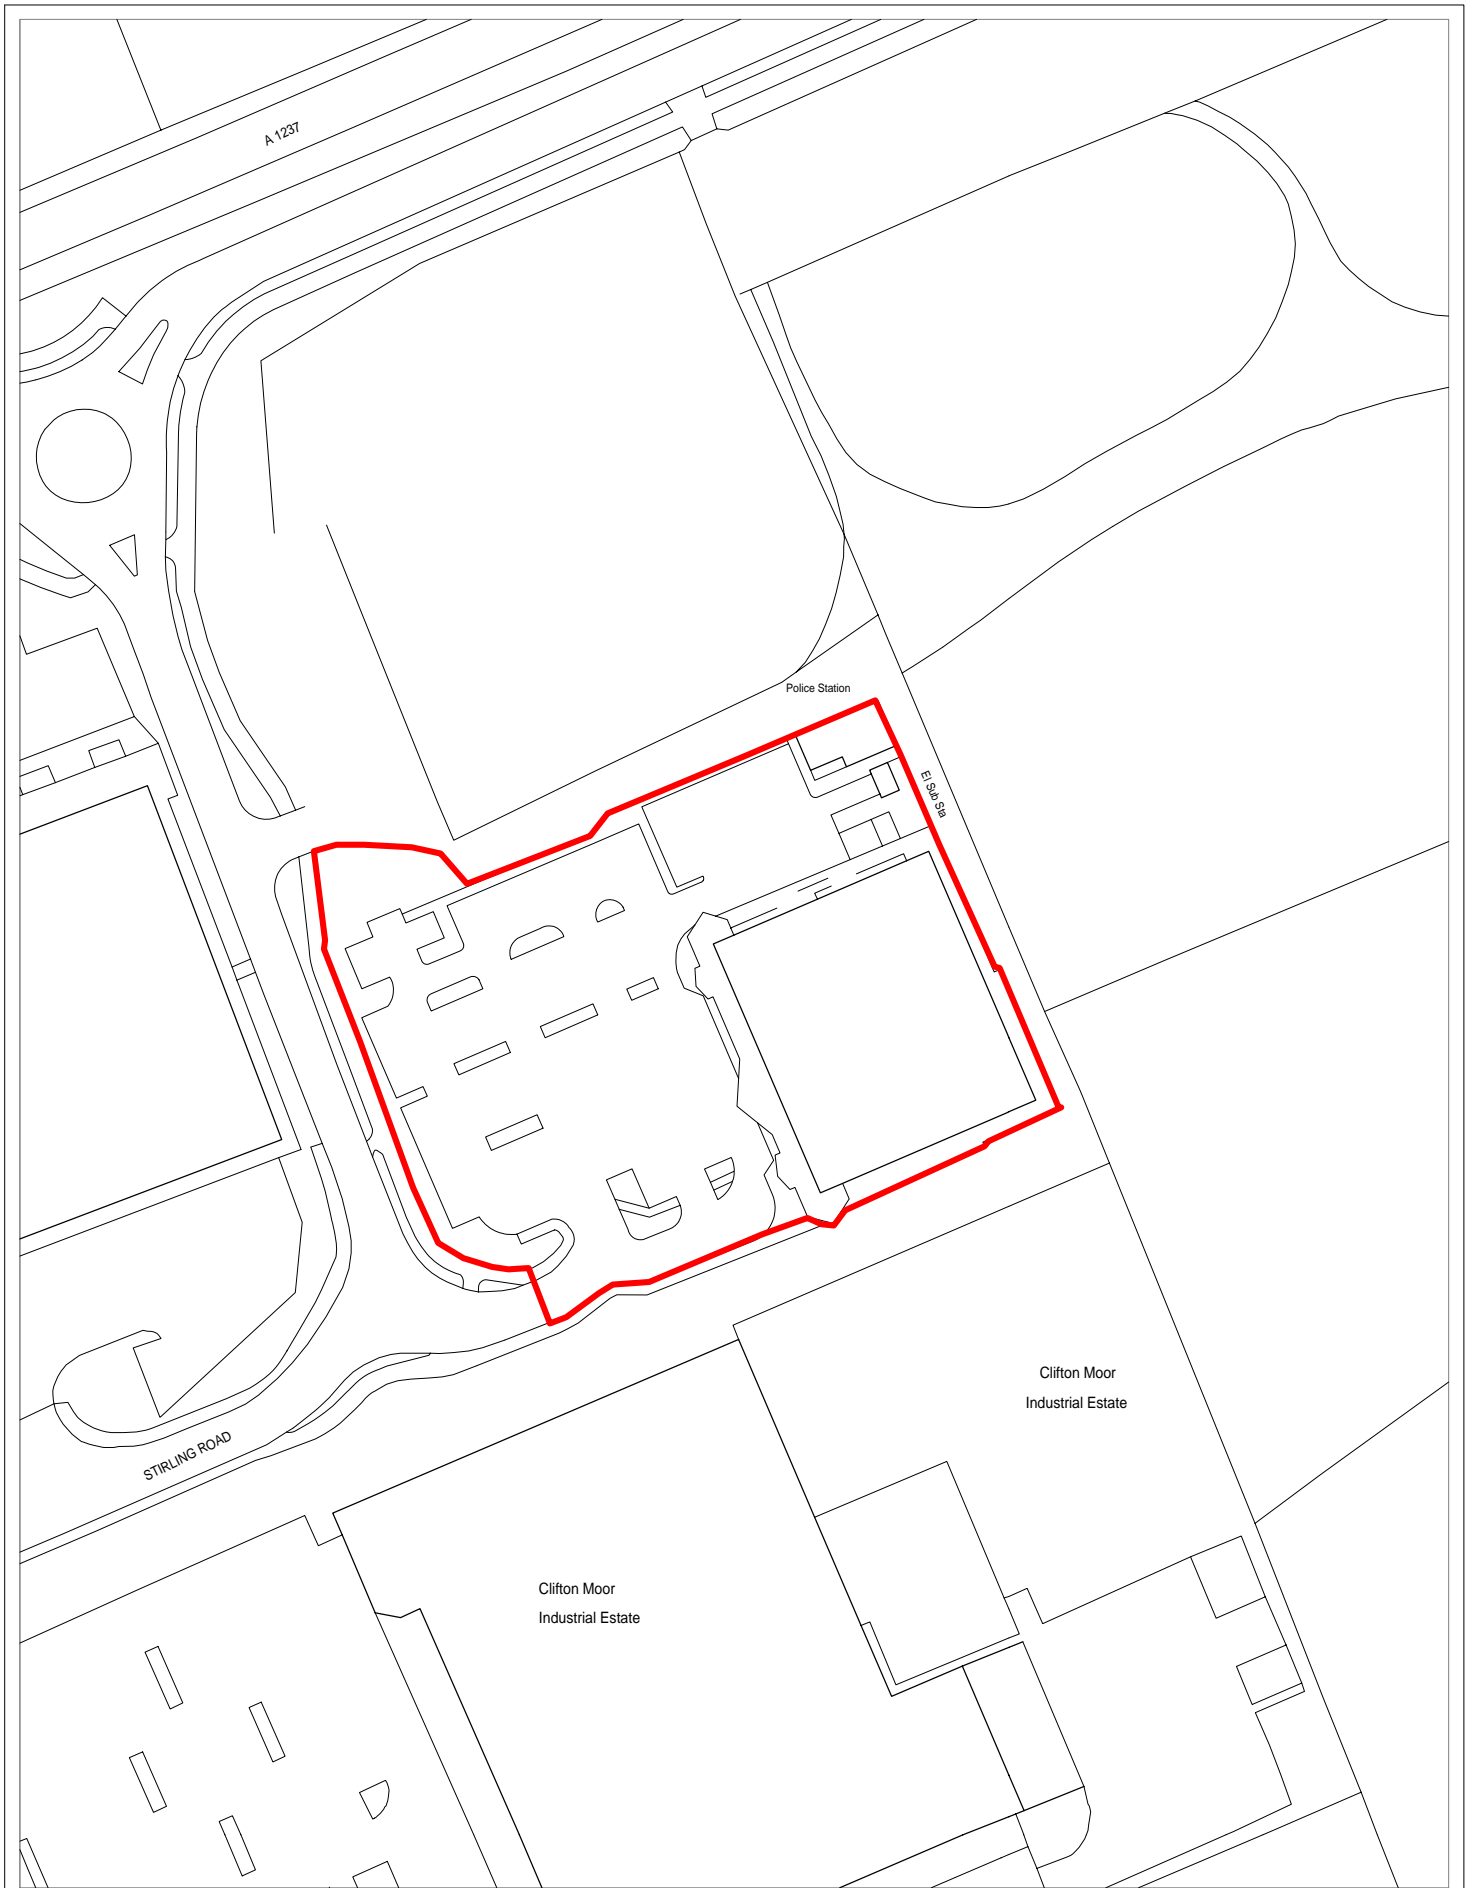 A 1237
Police Station
El Sub Sta
Clifton Moor
Industrial Estate
STIRLING ROAD
Clifton Moor
Industrial Estate